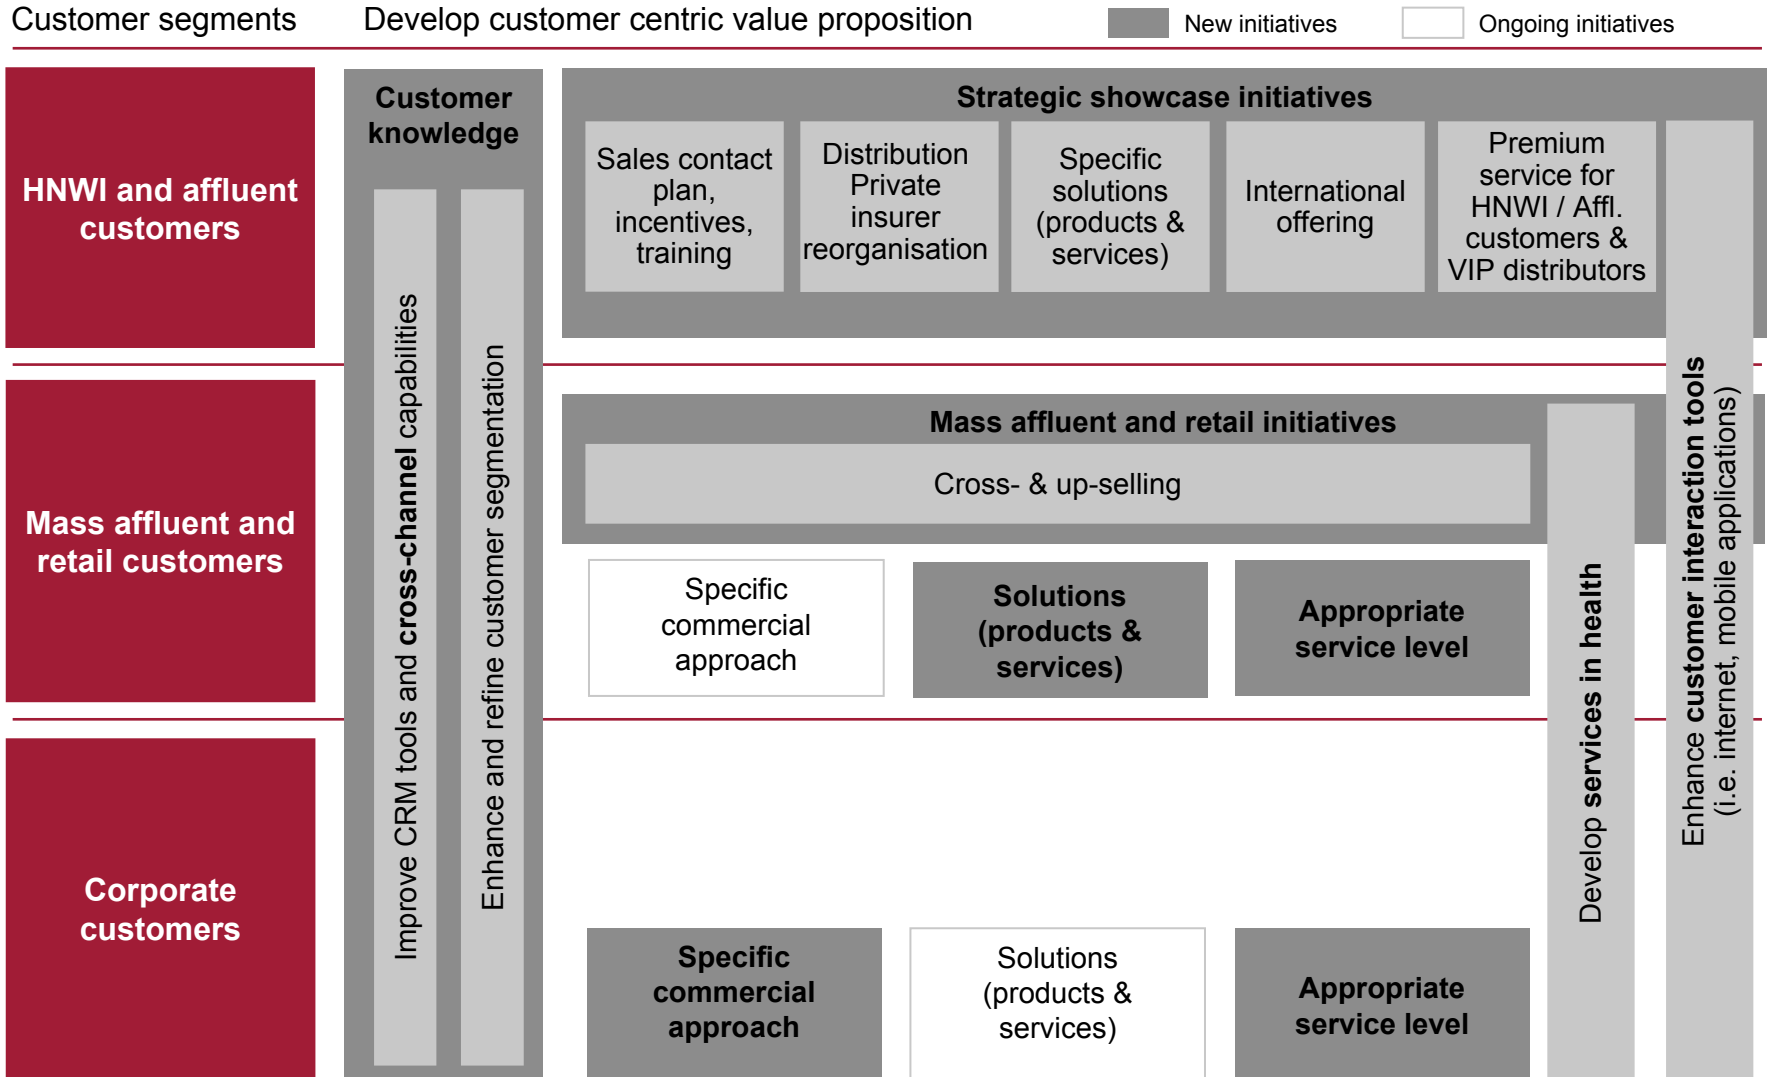 Customer segments
Develop customer centric value proposition
New initiatives
Ongoing initiatives
HNWI and affluent
customers
Customer
knowledge
Improve CRM tools and cross-channel capabilities
Enhance and refine customer segmentation
Strategic showcase initiatives
Sales contact
plan,
incentives,
training
Distribution
Private
insurer
reorganisation
Specific
solutions
(products &
services)
International
offering
Premium
service for
HNWI / Affl.
customers &
VIP distributors
Enhance customer interaction tools
(i.e. internet, mobile applications)
Mass affluent and
retail customers
Mass affluent and retail initiatives
Cross- & up-selling
Specific
commercial
approach
Solutions
(products &
services)
Appropriate
service level
Develop services in health
Corporate
customers
Specific
commercial
approach
Solutions
(products &
services)
Appropriate
service level